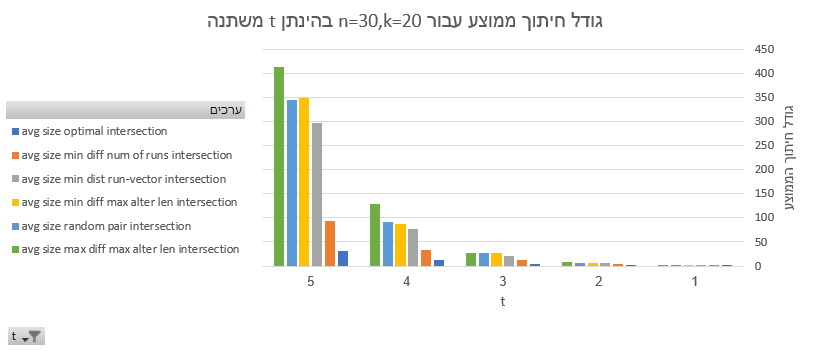 גודל חיתוך ממוצע עבור n=30,k=20 בהינתן t משתנה
ערכים
avg size optimal intersection
avg size min diff num of runs intersection
avg size min dist run-vector intersection
avg size min diff max alter len intersection
avg size random pair intersection
avg size max diff max alter len intersection
450
400
350
300
250
200
150
100
50
0
גודל חיתוך הממוצע
5 4 3 2 1
t
t